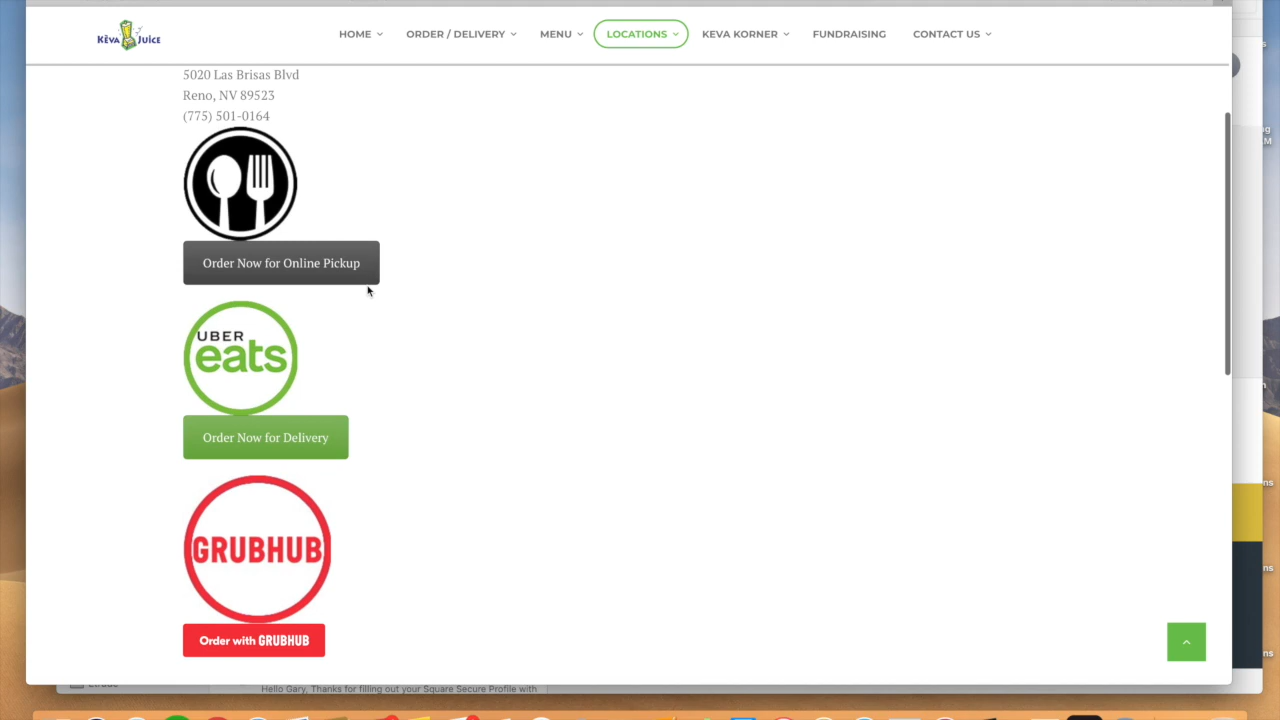 KĒVA JUICE
HOME
ORDER / DELIVERY
MENU
LOCATIONS
KEVA KORNER
FUNDRAISING
CONTACT US
5020 Las Brisas Blvd
Reno, NV 89523
(775) 501-0164
Order Now for Online Pickup
UBER
eats
Order Now for Delivery
GRUBHUB
Order with GRUBHUB
Hello Gary, Thanks for filling out your Square Secure Profile with